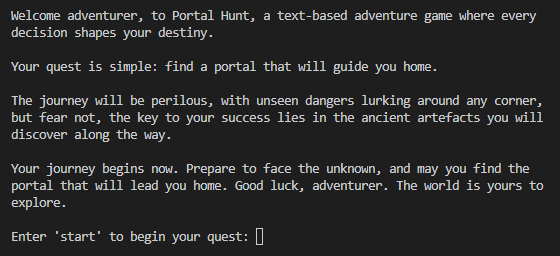 Welcome adventurer, to Portal Hunt, a text-based adventure game where every
decision shapes your destiny.
Your quest is simple: find a portal that will guide you home.
The journey will be perilous, with unseen dangers lurking around any corner,
but fear not, the key to your success lies in the ancient artefacts you will
discover along the way.
Your journey begins now. Prepare to face the unknown, and may you find the
portal that will lead you home. Good luck, adventurer. The world is yours to
explore.
Enter 'start' to begin your quest: